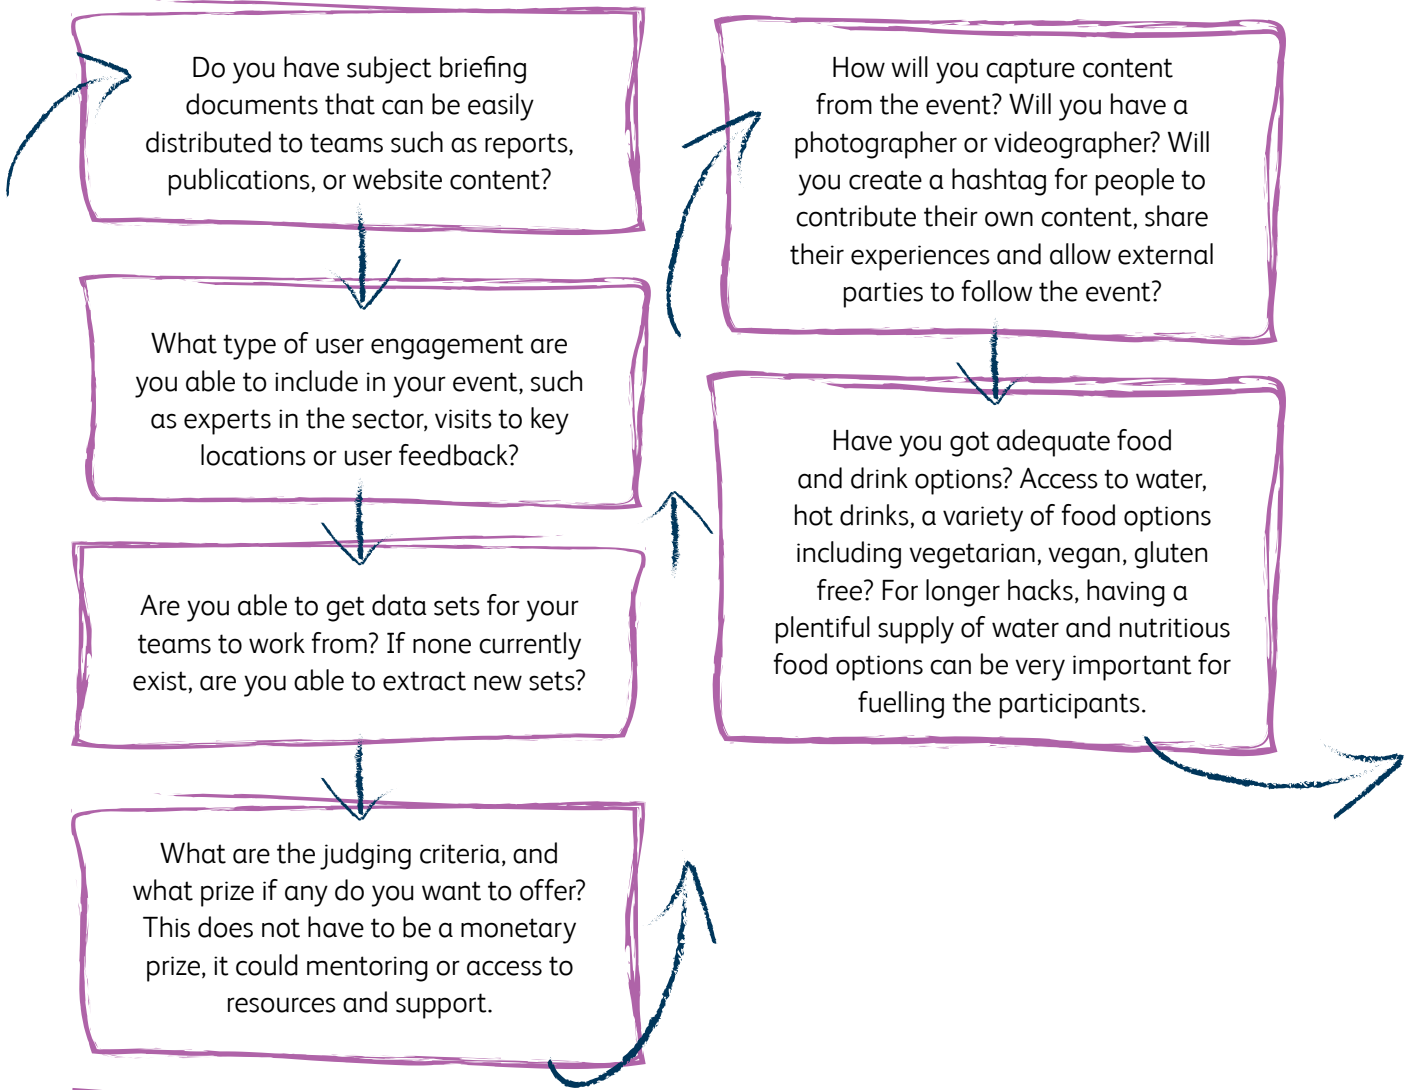 Do you have subject briefing
documents that can be easily
distributed to teams such as reports,
publications, or website content?
What type of user engagement are
you able to include in your event, such
as experts in the sector, visits to key
locations or user feedback?
Are you able to get data sets for your
teams to work from? If none currently
exist, are you able to extract new sets?
What are the judging criteria, and
what prize if any do you want to offer?
This does not have to be a monetary
prize, it could mentoring or access to
resources and support.
How will you capture content
from the event? Will you have a
photographer or videographer? Will
you create a hashtag for people to
contribute their own content, share
their experiences and allow external
parties to follow the event?
Have you got adequate food
and drink options? Access to water,
hot drinks, a variety of food options
including vegetarian, vegan, gluten
free? For longer hacks, having a
plentiful supply of water and nutritious
food options can be very important for
fuelling the participants.